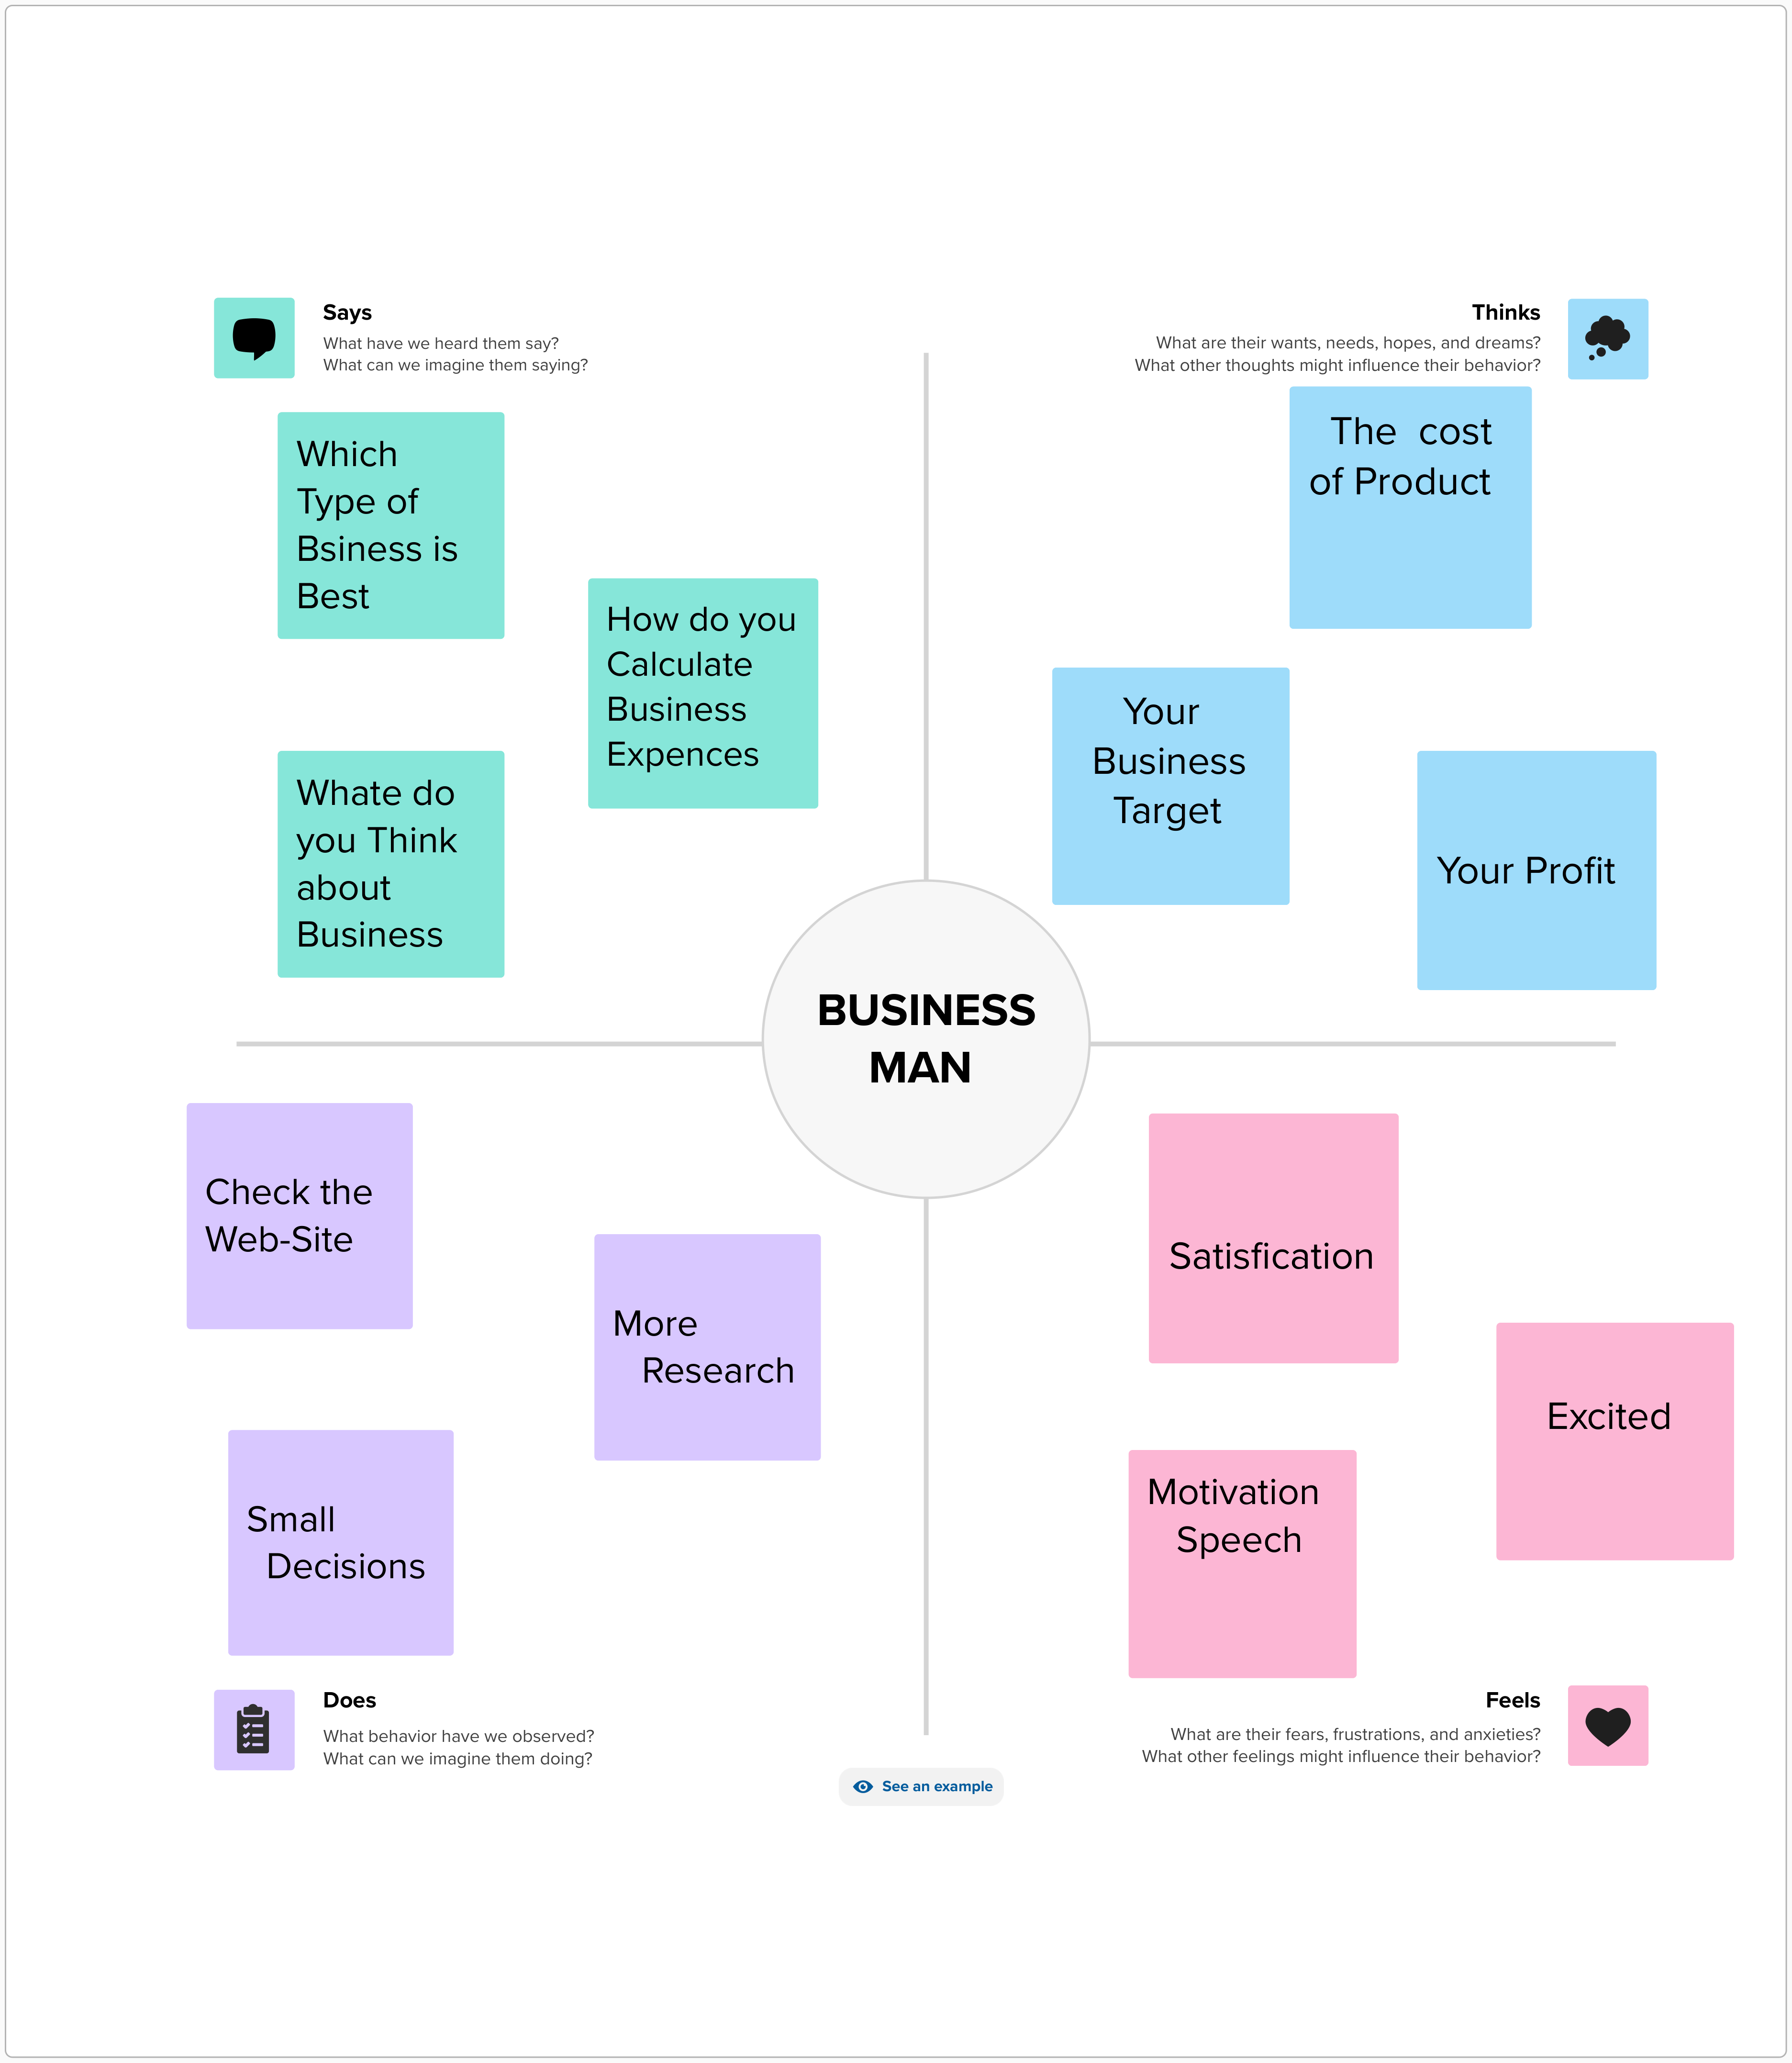 Says
What have we heard them say?
What can we imagine them saying?
Which
Type of
Bsiness is
Best
How do you
Calculate
Business
Expences
Whate do
you Think
about
Business
Thinks
What are their wants, needs, hopes, and dreams?
What other thoughts might influence their behavior?
The cost
of Product
Your
Business
Target
Your Profit
BUSINESS
MAN
Check the
Web-Site
More
Research
Small
Decisions
Does
What behavior have we observed?
What can we imagine them doing?
Satisfication
Excited
Motivation
Speech
Feels
What are their fears, frustrations, and anxieties?
What other feelings might influence their behavior?
See an example